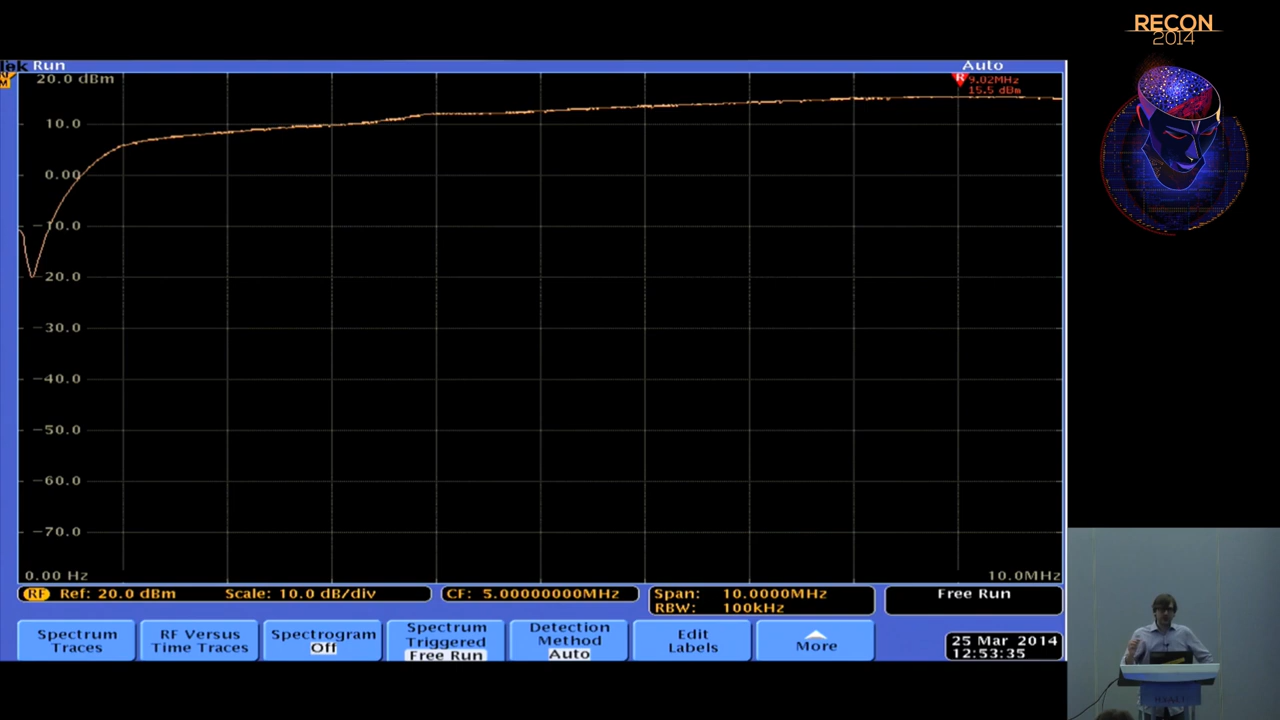 RECON
2014
Tek Run
Auto
20.0 dBm
R 9.02MHz
15.5 dBm
10.0
0.00
-10.0
-20.0
-30.0
-40.0
-50.0
-60.0
-70.0
0.00 Hz
10.0MHz
RF Ref: 20.0 dBm Scale: 10.0 dB/div
CF: 5.00000000MHz
Span: 10.0000MHz
RBW: 100kHz
Free Run
Spectrum
Traces
RF Versus
Time Traces
Spectrogram
Off
Spectrum
Triggered
Free Run
Detection
Method
Auto
Edit
Labels
More
25 Mar 2014
12:53:35